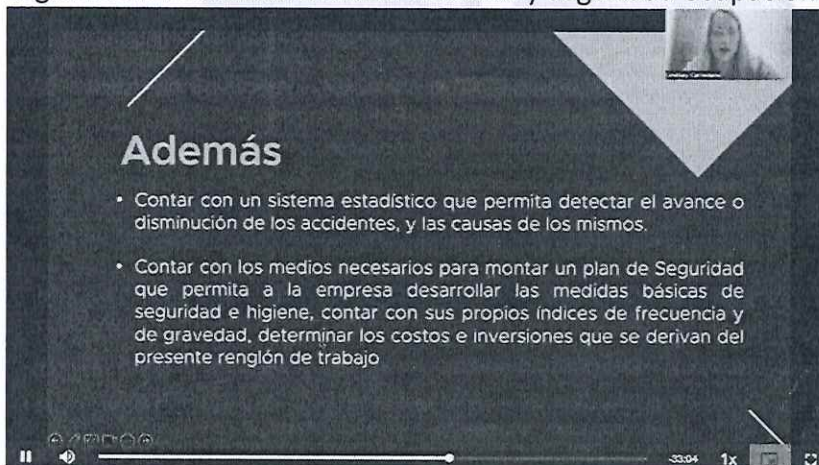 Además
• Contar con un sistema estadístico que permita detectar el avance o
disminución de los accidentes, y las causas de los mismos.
• Contar con los medios necesarios para montar un plan de Seguridad
que permita a la empresa desarrollar las medidas básicas de
seguridad e higiene, contar con sus propios índices de frecuencia y
de gravedad, determinar los costos e inversiones que se derivan del
presente renglón de trabajo
-33:04 1x